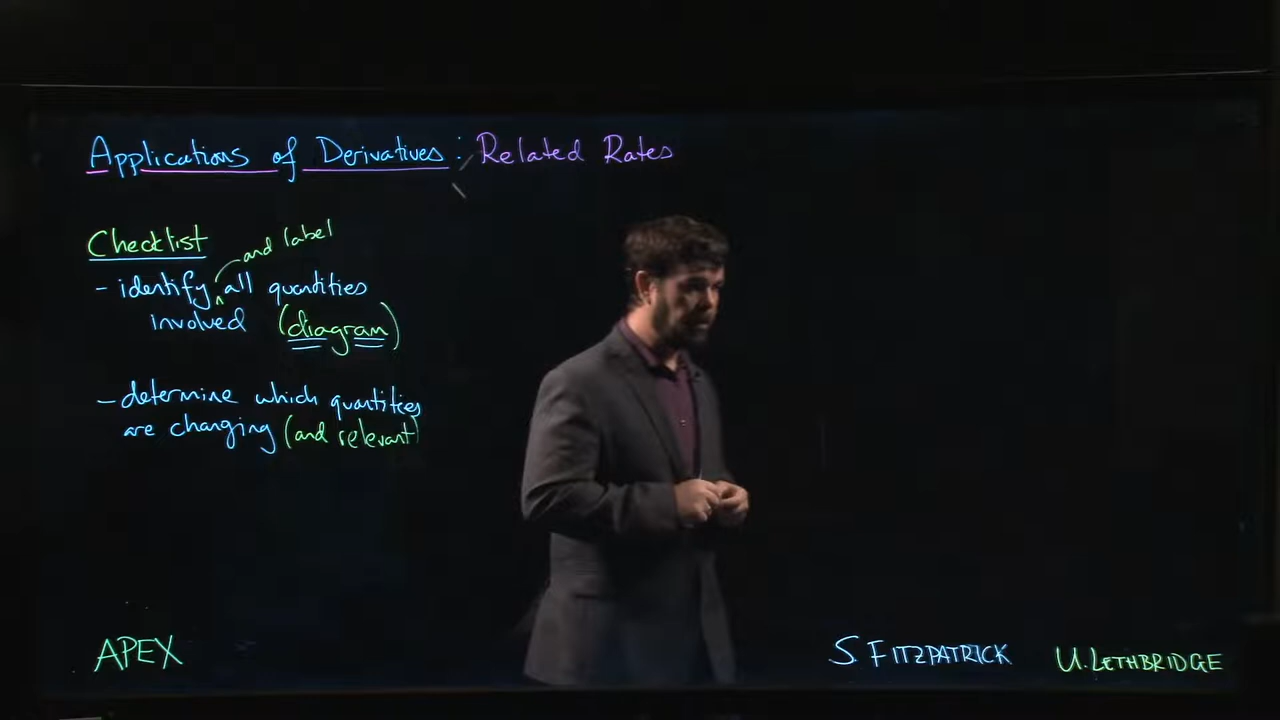 Applications of Derivatives: Related Rates
Checklist
and label
- identify all quantities
involved (diagram)
- determine which quantities
are changing (and relevant)
APEX
S. FITZPATRICK
U. LETHBRIDGE